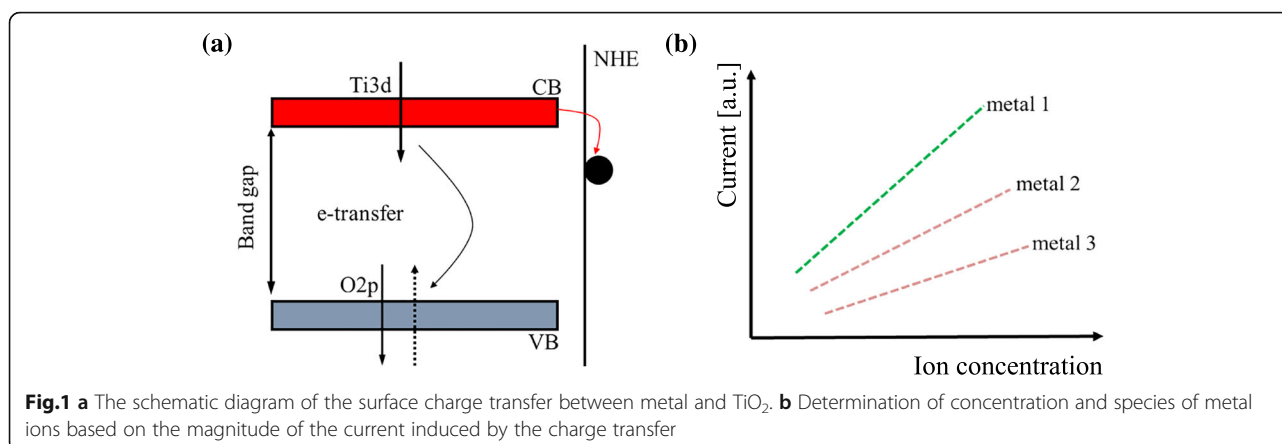 (a)
Ti3d
CB
NHE
Band gap
e-transfer
O2p
VB
(b)
Current [a.u.]
metal 1
metal 2
metal 3
Ion concentration
Fig.1 a The schematic diagram of the surface charge transfer between metal and TiO₂. b Determination of concentration and species of metal
ions based on the magnitude of the current induced by the charge transfer